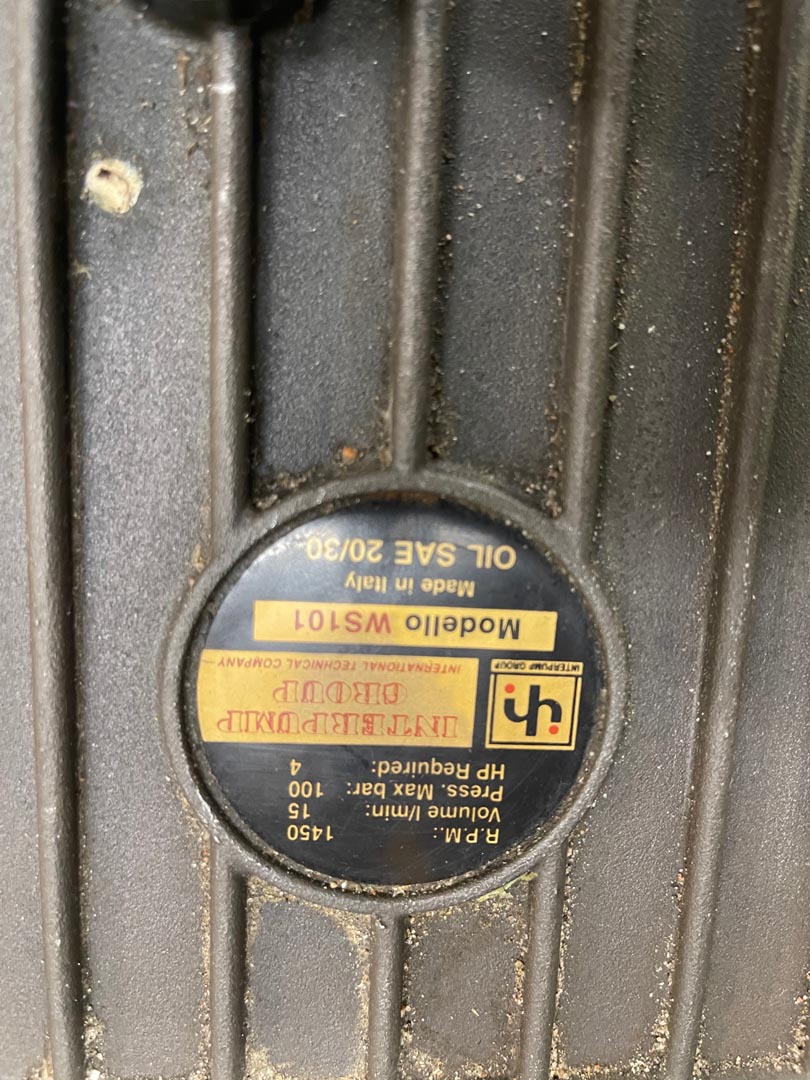 R.P.M.: 1450
Volume l/min: 15
Press. Max bar: 100
HP Required: 4
INTERPUMP
GROUP
INTERNATIONAL TECHNICAL COMPANY
INTERPUMP GROUP
Modello WS101
Made in Italy
OIL SAE 20/30